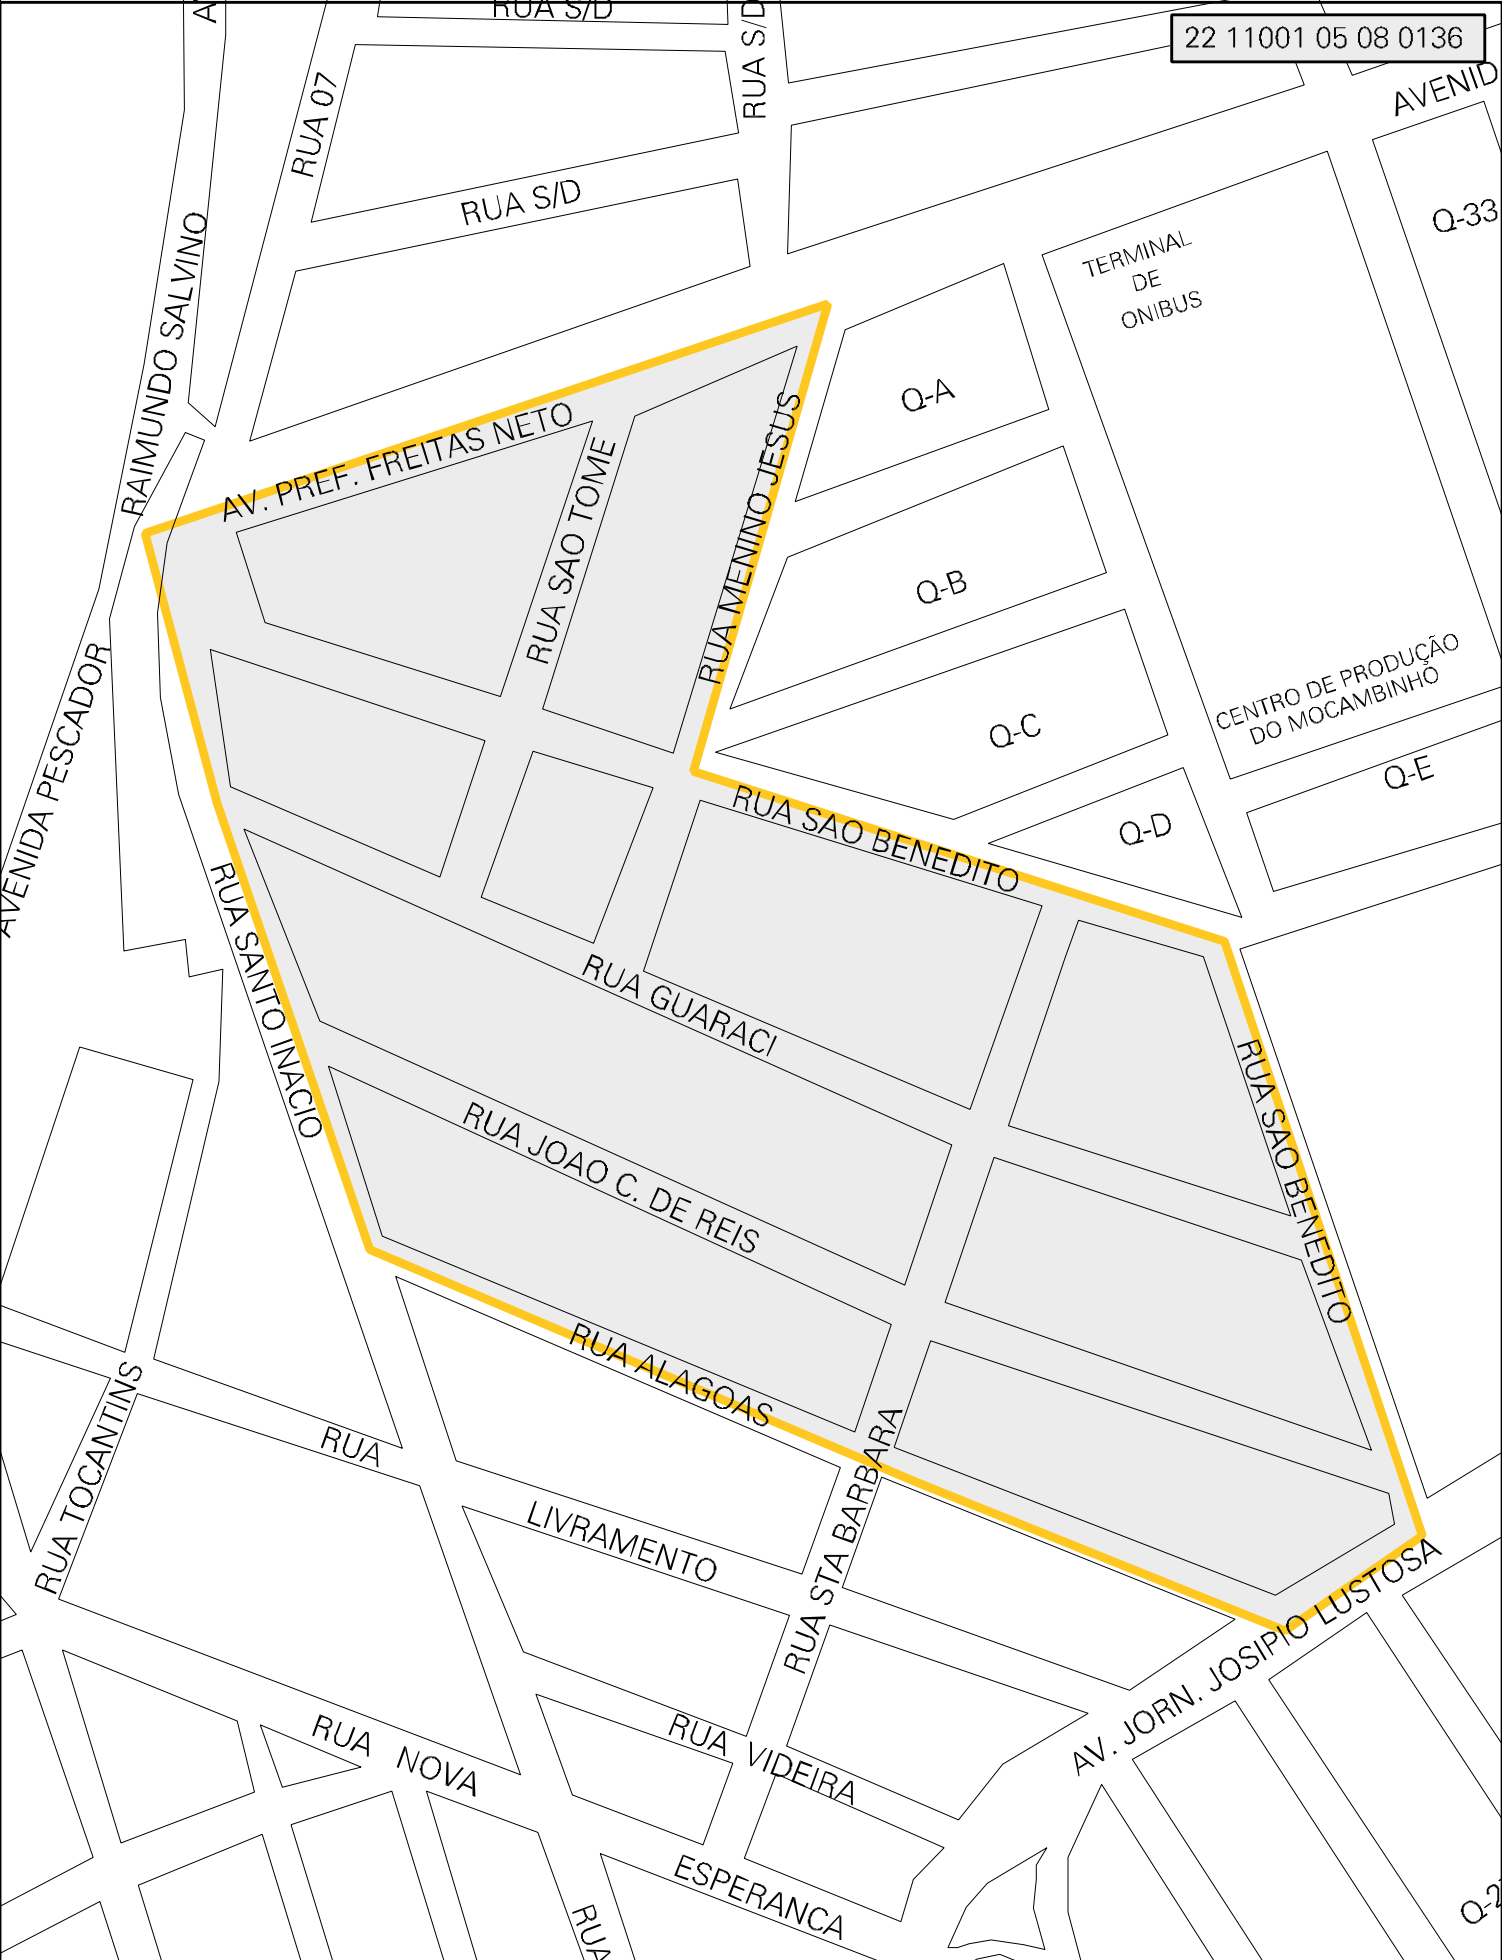 RUA S/D
RUA S/D
22 11001 05 08 0136
AVENID
RUA 07
RUA S/D
Q-33
TERMINAL
DE
ONIBUS
RAIMUNDO SALVINO
Q-A
AV. PREF. FREITAS NETO
RUA SAO TOME
RUA MENINO JESUS
Q-B
CENTRO DE PRODUÇÃO
DO MOCAMBINHO
Q-C
Q-E
AVENIDA PESCADOR
RUA SAO BENEDITO
Q-D
RUA SANTO INACIO
RUA GUARACI
RUA SAO BENEDITO
RUA JOAO C. DE REIS
RUA ALAGOAS
RUA TOCANTINS
RUA
LIVRAMENTO
RUA STA BARBARA
AV. JORN. JOSIPIO LUSTOSA
RUA NOVA
RUA VIDEIRA
ESPERANCA
RUA